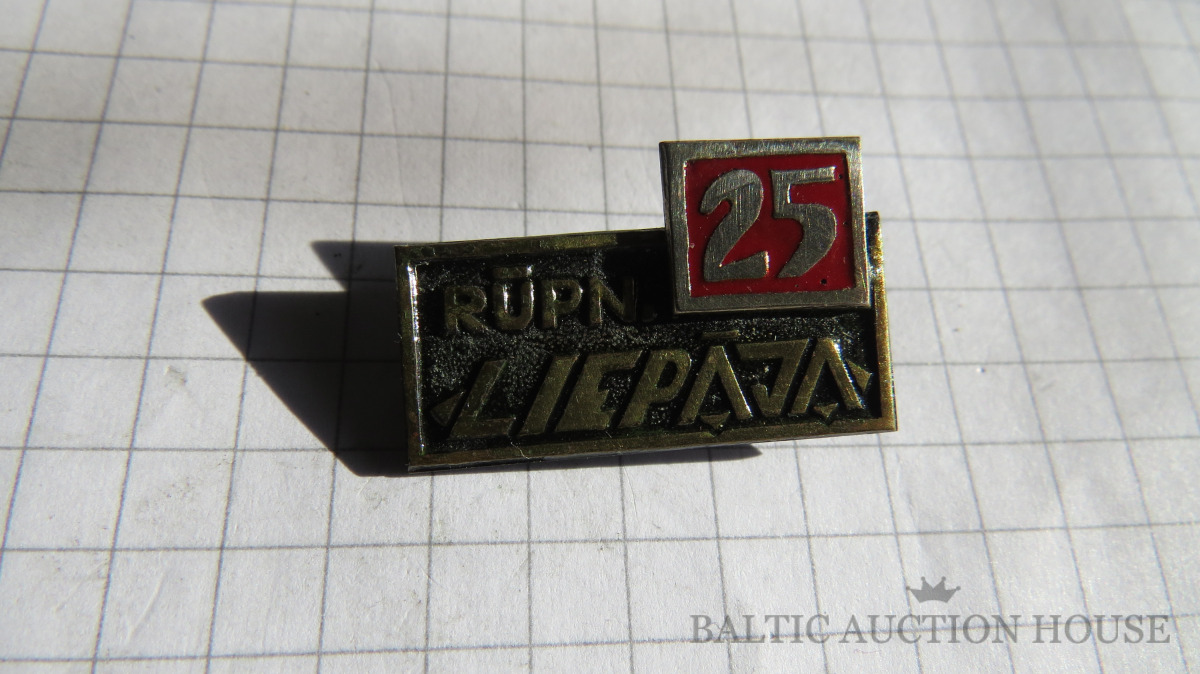 25
RŪPN.
LIEPĀJA
BALTIC AUCTION HOUSE